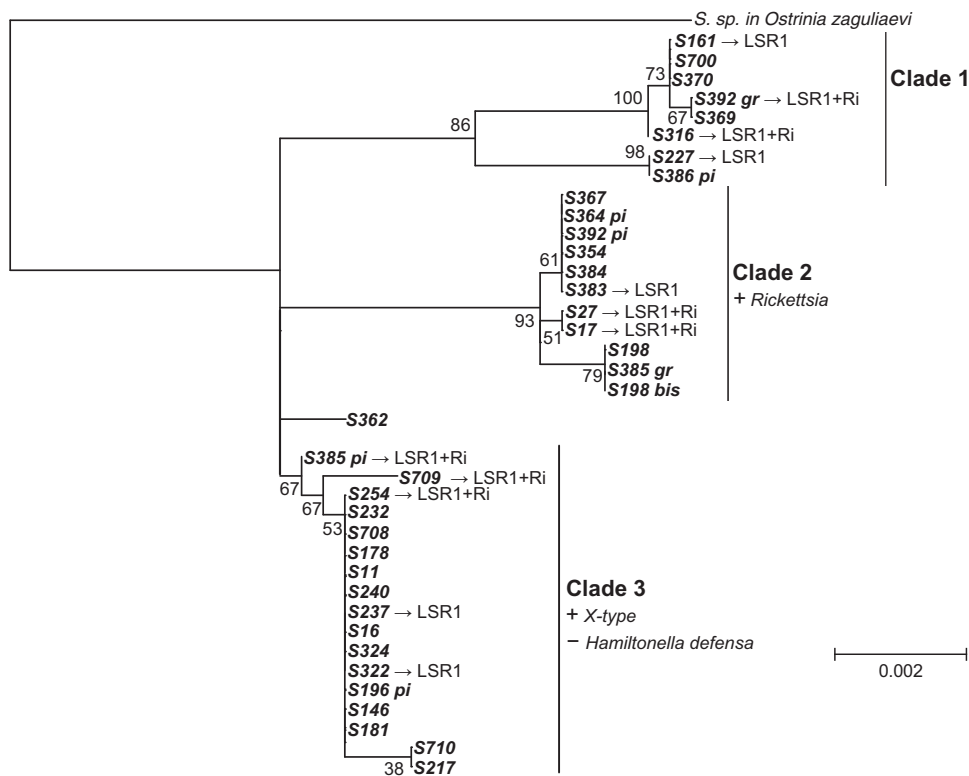 S. sp. in Ostrinia zaguliaevi
S161 → LSR1
S700
73
S370
Clade 1
100
S392 gr → LSR1+Ri
67
S369
86
S316 → LSR1+Ri
98
S227 → LSR1
S386 pi
S367
S364 pi
S392 pi
S354
61
S384
Clade 2
S383 → LSR1
+ Rickettsia
93
S27 → LSR1+Ri
51
S17 → LSR1+Ri
S198
79
S385 gr
S198 bis
S362
S385 pi → LSR1+Ri
67
S709 → LSR1+Ri
67
S254 → LSR1+Ri
S232
53
S708
S178
S11
Clade 3
S240
+ X-type
S237 → LSR1
S16
− Hamiltonella defensa
S324
S322 → LSR1
0.002
S196 pi
S146
S181
S710
38
S217